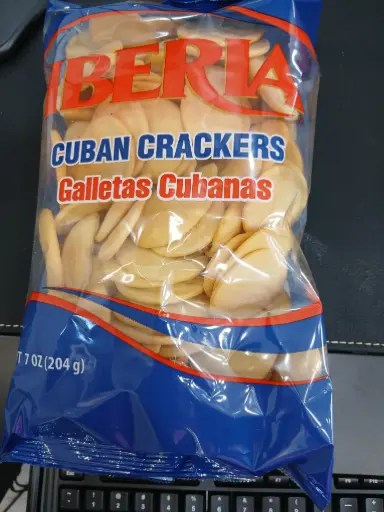 IBERIA
CUBAN CRACKERS
Galletas Cubanas
T 7 OZ (204 g)